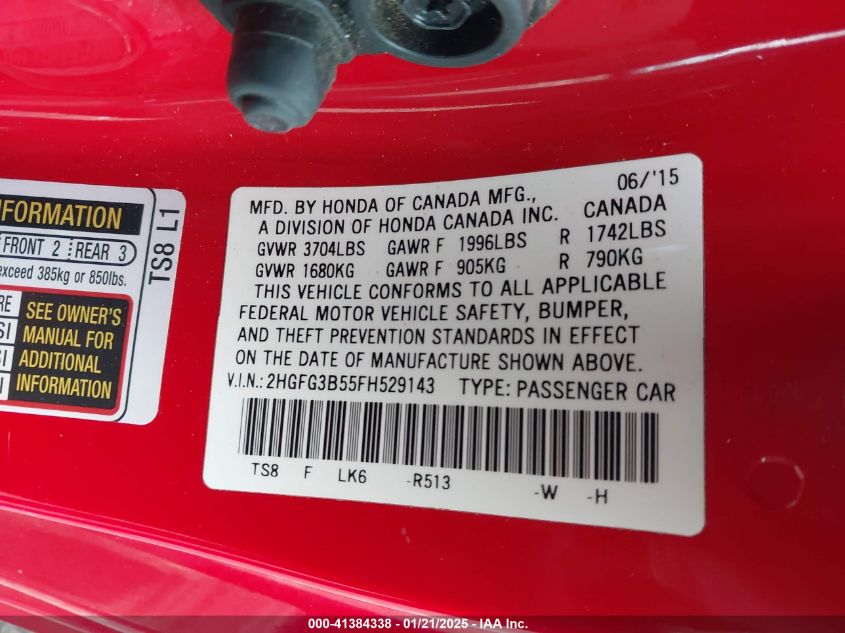 NFORMATION
FRONT 2 REAR 3
exceed 385kg or 850lbs.
SEE OWNER'S
MANUAL FOR
ADDITIONAL
INFORMATION
TS8 L1
06/'15
MFD. BY HONDA OF CANADA MFG.,
A DIVISION OF HONDA CANADA INC. CANADA
GVWR 3704LBS GAWR F 1996LBS R 1742LBS
GVWR 1680KG GAWR F 905KG R 790KG
THIS VEHICLE CONFORMS TO ALL APPLICABLE
FEDERAL MOTOR VEHICLE SAFETY, BUMPER,
AND THEFT PREVENTION STANDARDS IN EFFECT
ON THE DATE OF MANUFACTURE SHOWN ABOVE.
V.I.N.: 2HGFG3B55FH529143 TYPE: PASSENGER CAR
TS8 F LK6 -R513 -W -H
000-41384338 - 01/21/2025 - IAA Inc.